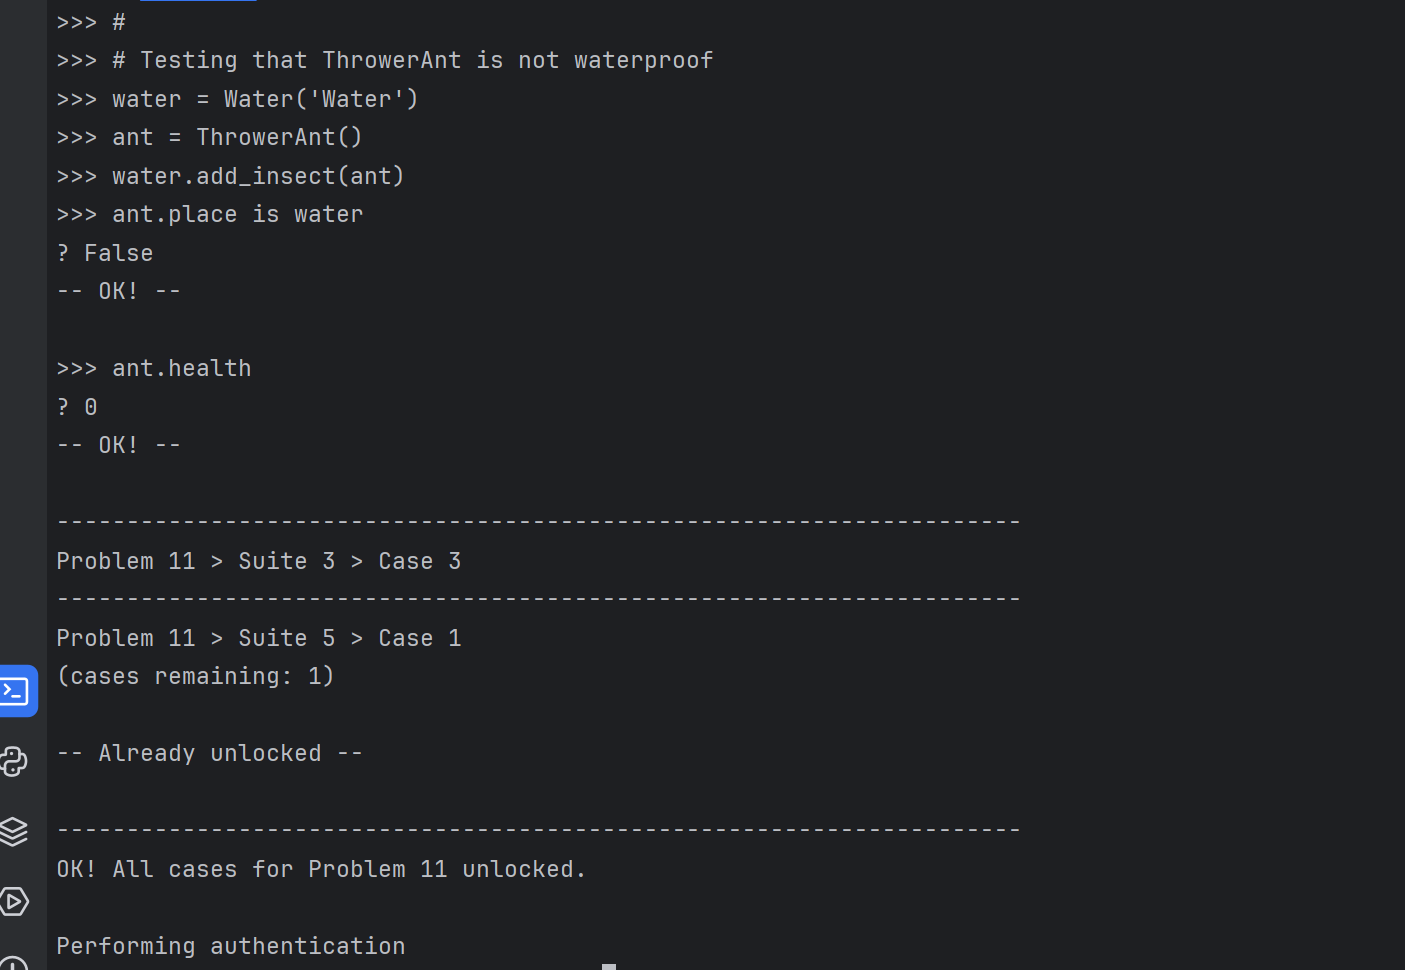 >>> #
>>> # Testing that ThrowerAnt is not waterproof
>>> water = Water('Water')
>>> ant = ThrowerAnt()
>>> water.add_insect(ant)
>>> ant.place is water
? False
-- OK! --
>>> ant.health
? 0
-- OK! --
---------------------------------------------------------------------
Problem 11 > Suite 3 > Case 3
---------------------------------------------------------------------
Problem 11 > Suite 5 > Case 1
(cases remaining: 1)
-- Already unlocked --
---------------------------------------------------------------------
OK! All cases for Problem 11 unlocked.
Performing authentication